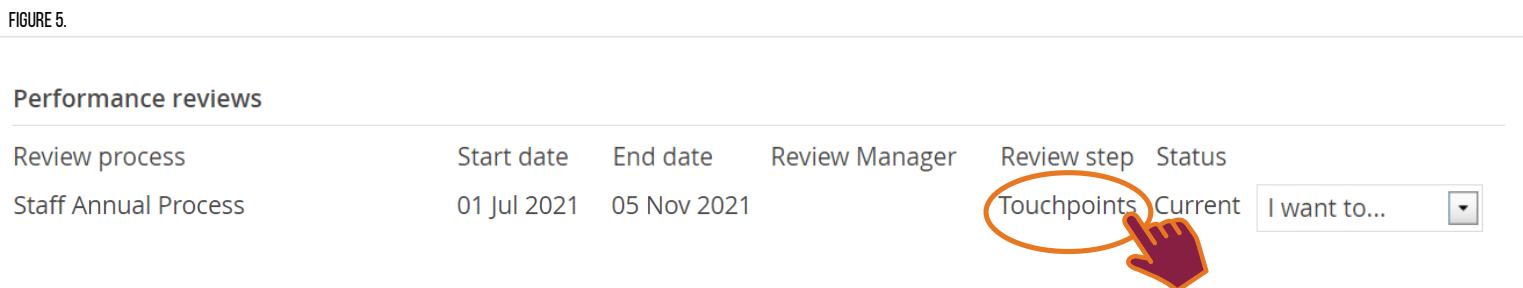 FIGURE 5.
Performance reviews
Review process Start date End date Review Manager Review step Status
Staff Annual Process 01 Jul 2021 05 Nov 2021 Touchpoints Current I want to...